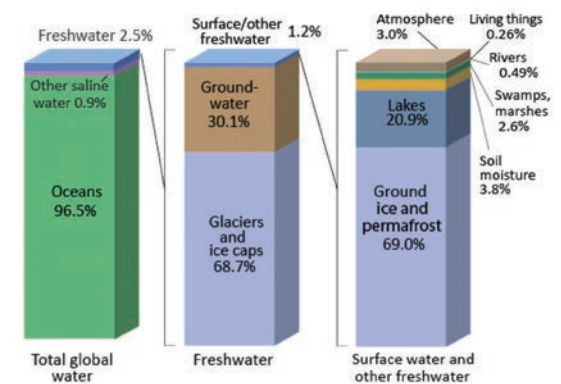 Freshwater 2.5%
Other saline
water 0.9%
Oceans
96.5%
Total global
water
Surface/other
freshwater 1.2%
Ground-
water
30.1%
Glaciers
and
ice caps
68.7%
Freshwater
Atmosphere
3.0%
Living things
0.26%
Rivers
0.49%
Swamps,
marshes
2.6%
Soil
moisture
3.8%
Lakes
20.9%
Ground
ice and
permafrost
69.0%
Surface water and
other freshwater